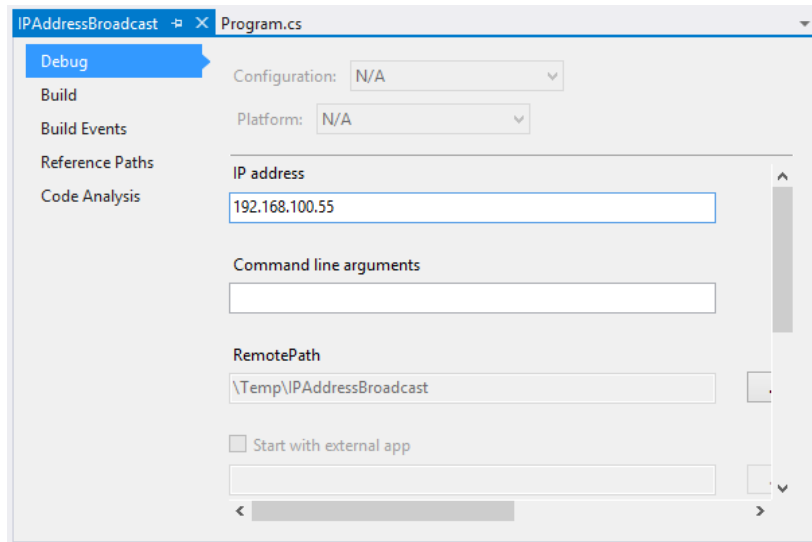 IPAddressBroadcast Program.cs
Debug
Build
Build Events
Reference Paths
Code Analysis
Configuration: N/A
Platform: N/A
IP address
192.168.100.55
Command line arguments
RemotePath
\Temp\IPAddressBroadcast
Start with external app